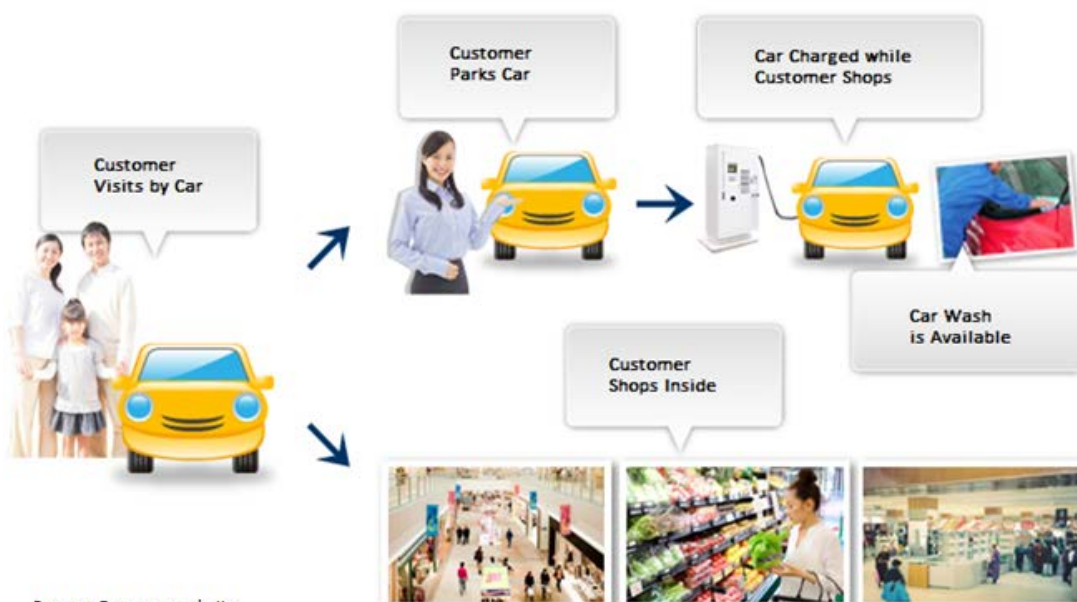 Customer
Visits by Car
Customer
Parks Car
Car Charged while
Customer Shops
Car Wash
is Available
Customer
Shops Inside